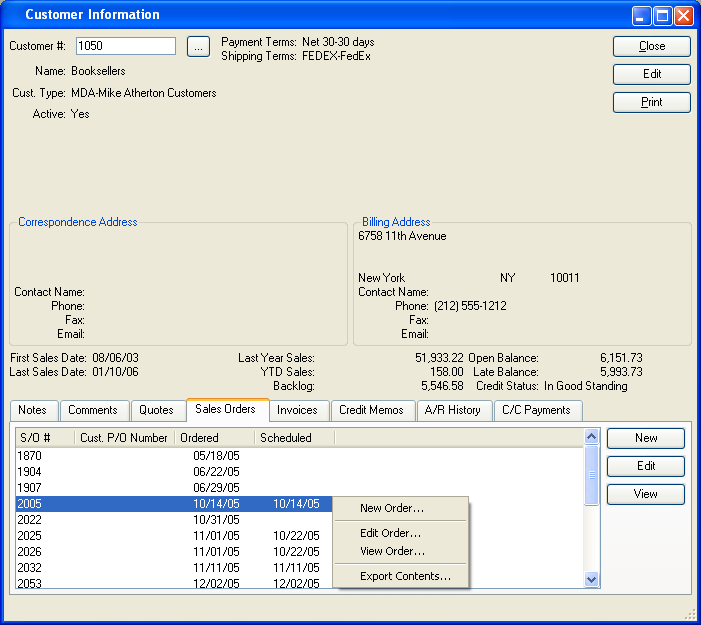 Customer Information
Customer #: 1050 ... Payment Terms: Net 30-30 days Close
Shipping Terms: FEDEX-FedEx
Name: Booksellers Edit
Cust. Type: MDA-Mike Atherton Customers Print
Active: Yes
Correspondence Address Billing Address
6758 11th Avenue
New York NY 10011
Contact Name: Contact Name:
Phone: Phone: (212) 555-1212
Fax: Fax:
Email: Email:
First Sales Date: 08/06/03 Last Year Sales: 51,933.22 Open Balance: 6,151.73
Last Sales Date: 01/10/06 YTD Sales: 158.00 Late Balance: 5,993.73
Backlog: 5,546.58 Credit Status: In Good Standing
Notes Comments Quotes Sales Orders Invoices Credit Memos A/R History C/C Payments
S/O # Cust. P/O Number Ordered Scheduled New
1870 05/18/05
1904 06/22/05 Edit
1907 06/29/05 View
2005 10/14/05 10/14/05 New Order...
2022 10/31/05
2025 11/01/05 10/22/05 Edit Order...
2026 11/01/05 10/22/05 View Order...
2032 11/11/05 11/11/05 Export Contents...
2053 12/02/05 12/02/05